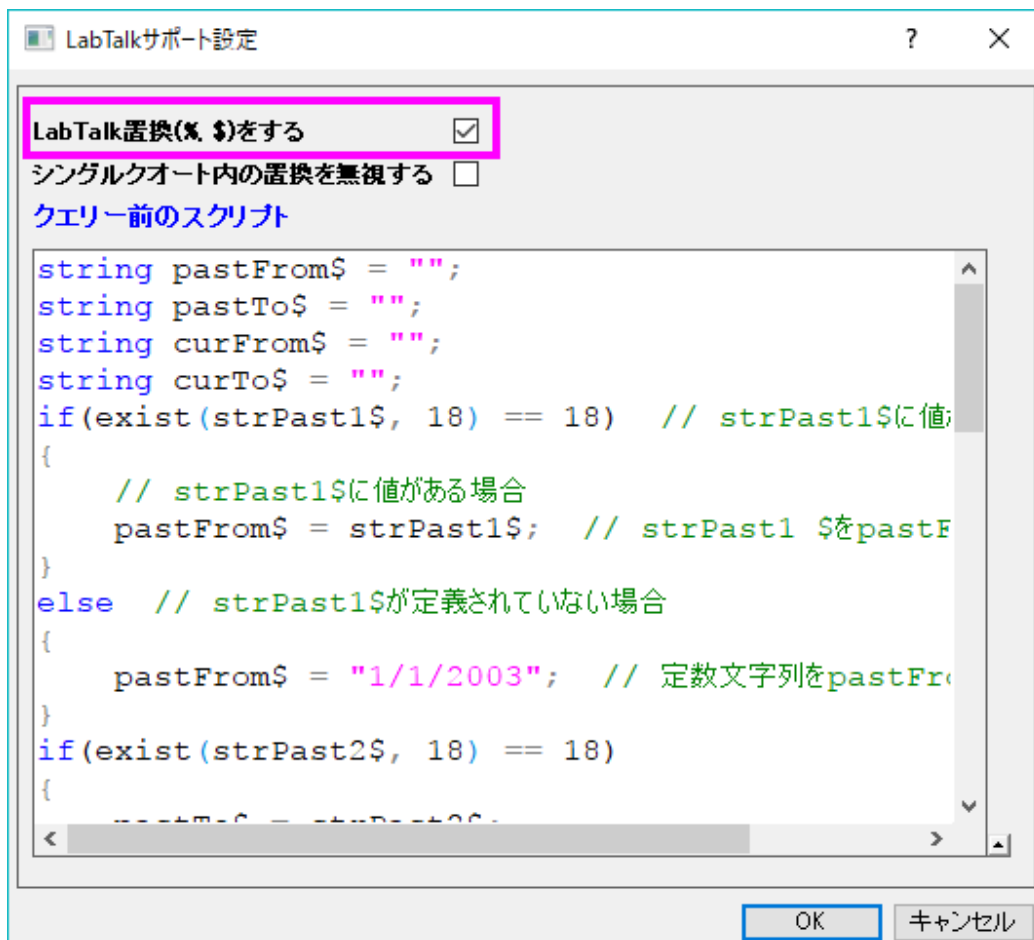 LabTalkサポート設定
?
LabTalk置換(%, $)をする
シングルクオート内の置換を無視する
クエリー前のスクリプト
string pastFrom$ = "";
string pastTo$ = "";
string curFrom$ = "";
string curTo$ = "";
if(exist(strPast1$, 18) == 18)  // strPast1$に値
{
    // strPast1$に値がある場合
    pastFrom$ = strPast1$;  // strPast1 $をpastF
}
else  // strPast1$が定義されていない場合
{
    pastFrom$ = "1/1/2003";  // 定数文字列をpastFro
}
if(exist(strPast2$, 18) == 18)
{
    pastTo$ = strPast2$;
OK キャンセル